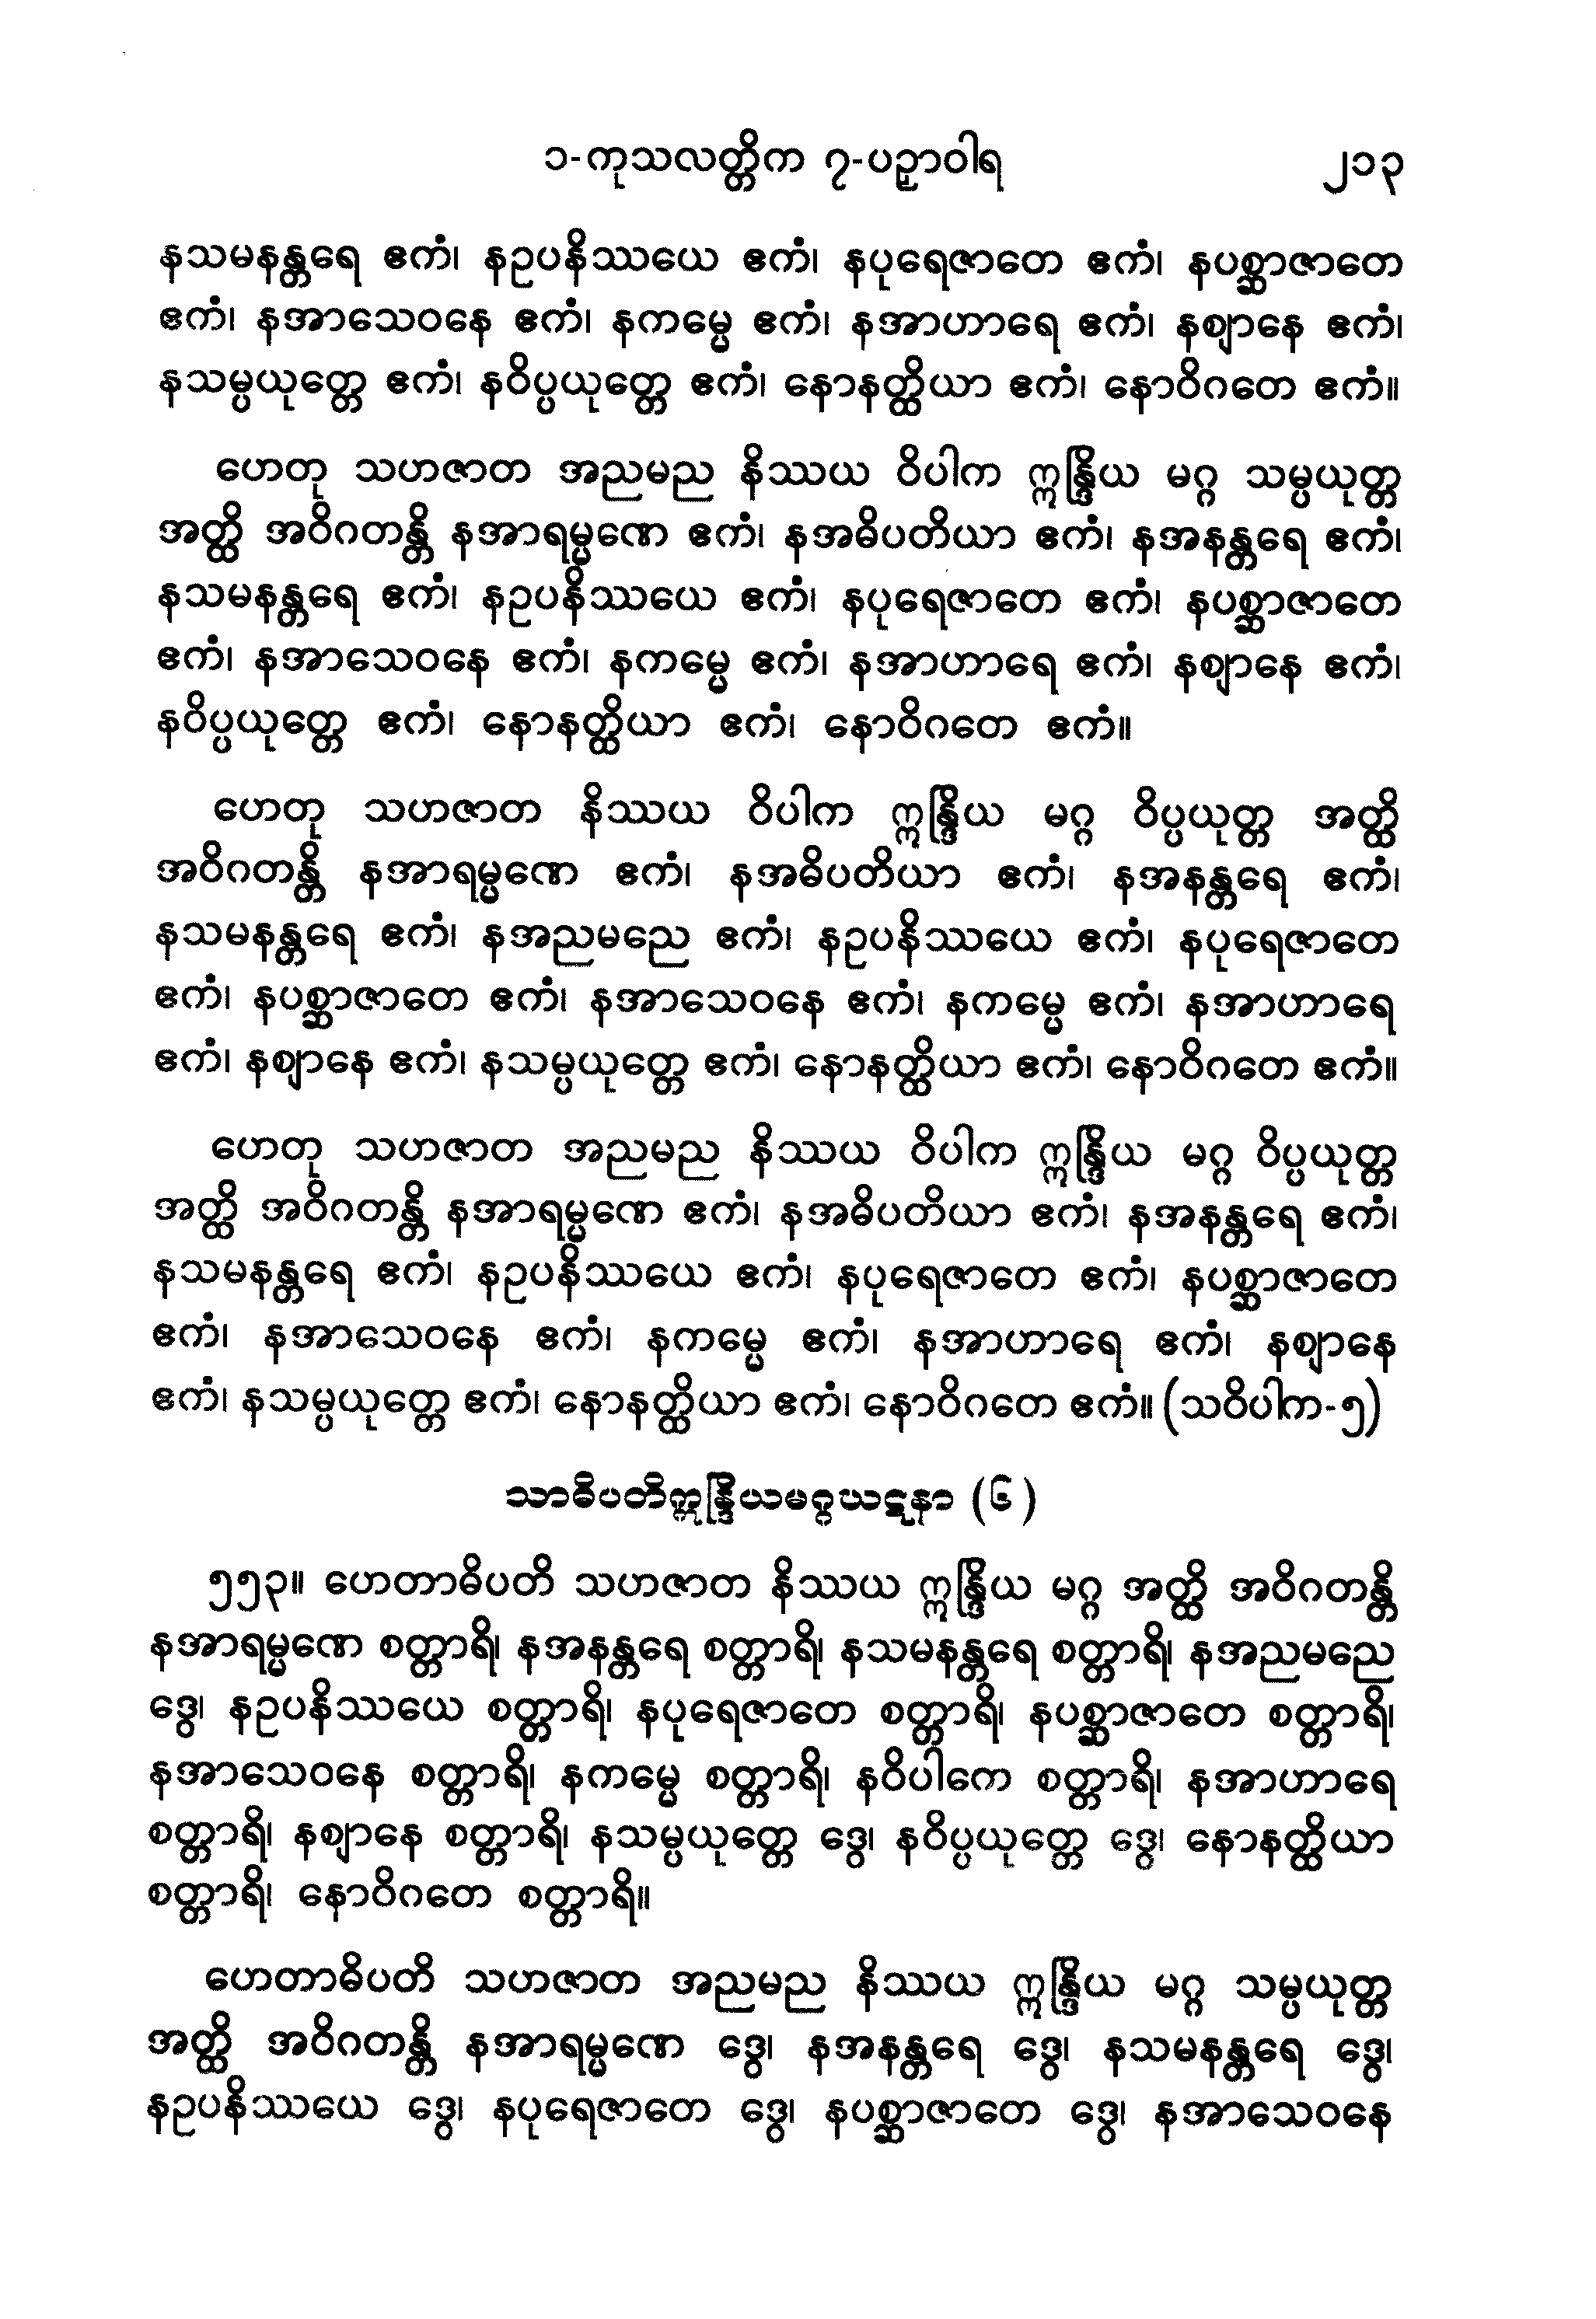 ၁-ကုသလတ္တိက ၇-ပဉှာဝါရ ၂၁၃
နသမနန္တရေ ဧကံ၊ နဥပနိဿယေ ဧကံ၊ နပုရေဇာတေ ဧကံ၊ နပစ္ဆာဇာတေ
ဧကံ၊ နအာသေဝနေ ဧကံ၊ နကမ္မေ ဧကံ၊ နအာဟာရေ ဧကံ၊ နဈာနေ ဧကံ၊
နသမ္ပယုတ္တေ ဧကံ၊ နဝိပ္ပယုတ္တေ ဧကံ၊ နောနတ္ထိယာ ဧကံ၊ နောဝိဂတေ ဧကံ။
ဟေတု သဟဇာတ အညမည နိဿယ ဝိပါက ဣန္ဒြိယ မဂ္ဂ သမ္ပယုတ္တ
အတ္ထိ အဝိဂတန္တိ နအာရမ္မဏေ ဧကံ၊ နအဓိပတိယာ ဧကံ၊ နအနန္တရေ ဧကံ၊
နသမနန္တရေ ဧကံ၊ နဥပနိဿယေ ဧကံ၊ နပုရေဇာတေ ဧကံ၊ နပစ္ဆာဇာတေ
ဧကံ၊ နအာသေဝနေ ဧကံ၊ နကမ္မေ ဧကံ၊ နအာဟာရေ ဧကံ၊ နဈာနေ ဧကံ၊
နဝိပ္ပယုတ္တေ ဧကံ၊ နောနတ္ထိယာ ဧကံ၊ နောဝိဂတေ ဧကံ။
ဟေတု သဟဇာတ နိဿယ ဝိပါက ဣန္ဒြိယ မဂ္ဂ ဝိပ္ပယုတ္တ အတ္ထိ
အဝိဂတန္တိ နအာရမ္မဏေ ဧကံ၊ နအဓိပတိယာ ဧကံ၊ နအနန္တရေ ဧကံ၊
နသမနန္တရေ ဧကံ၊ နအညမညေ ဧကံ၊ နဥပနိဿယေ ဧကံ၊ နပုရေဇာတေ
ဧကံ၊ နပစ္ဆာဇာတေ ဧကံ၊ နအာသေဝနေ ဧကံ၊ နကမ္မေ ဧကံ၊ နအာဟာရေ
ဧကံ၊ နဈာနေ ဧကံ၊ နသမ္ပယုတ္တေ ဧကံ၊ နောနတ္ထိယာ ဧကံ၊ နောဝိဂတေ ဧကံ။
ဟေတု သဟဇာတ အညမည နိဿယ ဝိပါက ဣန္ဒြိယ မဂ္ဂ ဝိပ္ပယုတ္တ
အတ္ထိ အဝိဂတန္တိ နအာရမ္မဏေ ဧကံ၊ နအဓိပတိယာ ဧကံ၊ နအနန္တရေ ဧကံ၊
နသမနန္တရေ ဧကံ၊ နဥပနိဿယေ ဧကံ၊ နပုရေဇာတေ ဧကံ၊ နပစ္ဆာဇာတေ
ဧကံ၊ နအာသေဝနေ ဧကံ၊ နကမ္မေ ဧကံ၊ နအာဟာရေ ဧကံ၊ နဈာနေ
ဧကံ၊ နသမ္ပယုတ္တေ ဧကံ၊ နောနတ္ထိယာ ဧကံ၊ နောဝိဂတေ ဧကံ။ (သဝိပါက-၅)
သာဓိပတိဣန္ဒြိယမဂ္ဂဃဋနာ (၆)
၅၅၃။ ဟေတာဓိပတိ သဟဇာတ နိဿယ ဣန္ဒြိယ မဂ္ဂ အတ္ထိ အဝိဂတန္တိ
နအာရမ္မဏေ စတ္တာရိ၊ နအနန္တရေ စတ္တာရိ၊ နသမနန္တရေ စတ္တာရိ၊ နအညမညေ
ဒွေ၊ နဥပနိဿယေ စတ္တာရိ၊ နပုရေဇာတေ စတ္တာရိ၊ နပစ္ဆာဇာတေ စတ္တာရိ၊
နအာသေဝနေ စတ္တာရိ၊ နကမ္မေ စတ္တာရိ၊ နဝိပါကေ စတ္တာရိ၊ နအာဟာရေ
စတ္တာရိ၊ နဈာနေ စတ္တာရိ၊ နသမ္ပယုတ္တေ ဒွေ၊ နဝိပ္ပယုတ္တေ ဒွေ၊ နောနတ္ထိယာ
စတ္တာရိ၊ နောဝိဂတေ စတ္တာရိ။
ဟေတာဓိပတိ သဟဇာတ အညမည နိဿယ ဣန္ဒြိယ မဂ္ဂ သမ္ပယုတ္တ
အတ္ထိ အဝိဂတန္တိ နအာရမ္မဏေ ဒွေ၊ နအနန္တရေ ဒွေ၊ နသမနန္တရေ ဒွေ၊
နဥပနိဿယေ ဒွေ၊ နပုရေဇာတေ ဒွေ၊ နပစ္ဆာဇာတေ ဒွေ၊ နအာသေဝနေ